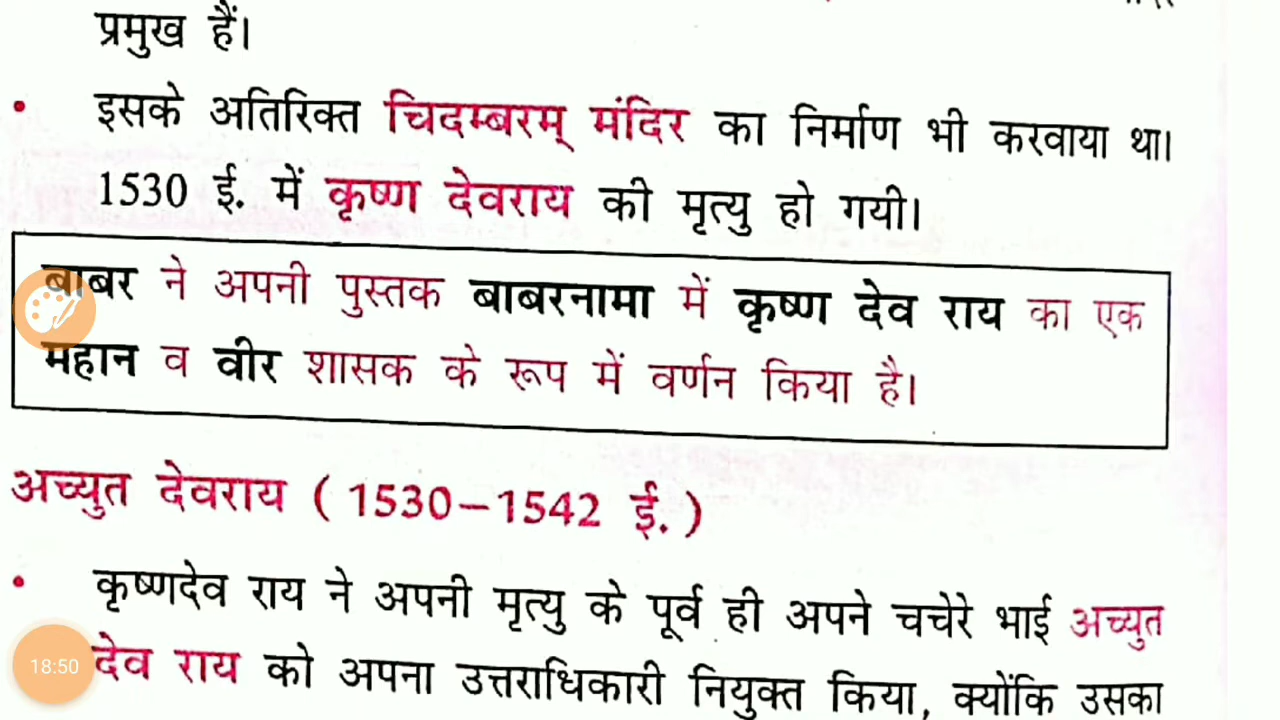 प्रमुख हैं।
• इसके अतिरिक्त चिदम्बरम् मंदिर का निर्माण भी करवाया था।
1530 ई. में कृष्ण देवराय की मृत्यु हो गयी।
बाबर ने अपनी पुस्तक बाबरनामा में कृष्ण देव राय का एक
महान व वीर शासक के रूप में वर्णन किया है।
अच्युत देवराय ( 1530–1542 ई. )
• कृष्णदेव राय ने अपनी मृत्यु के पूर्व ही अपने चचेरे भाई अच्युत
18:50
देव राय को अपना उत्तराधिकारी नियुक्त किया, क्योंकि उसका